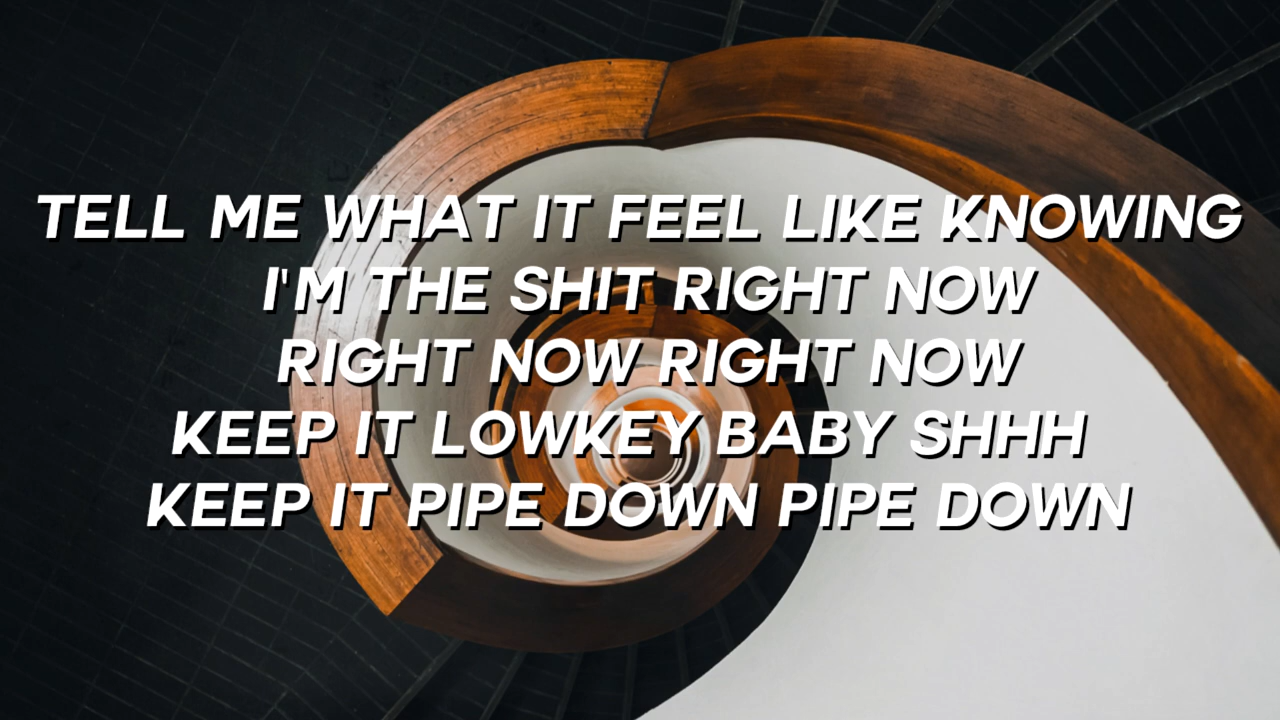 TELL ME WHAT IT FEEL LIKE KNOWING
I'M THE SHIT RIGHT NOW
RIGHT NOW RIGHT NOW
KEEP IT LOWKEY BABY SHHH
KEEP IT PIPE DOWN PIPE DOWN